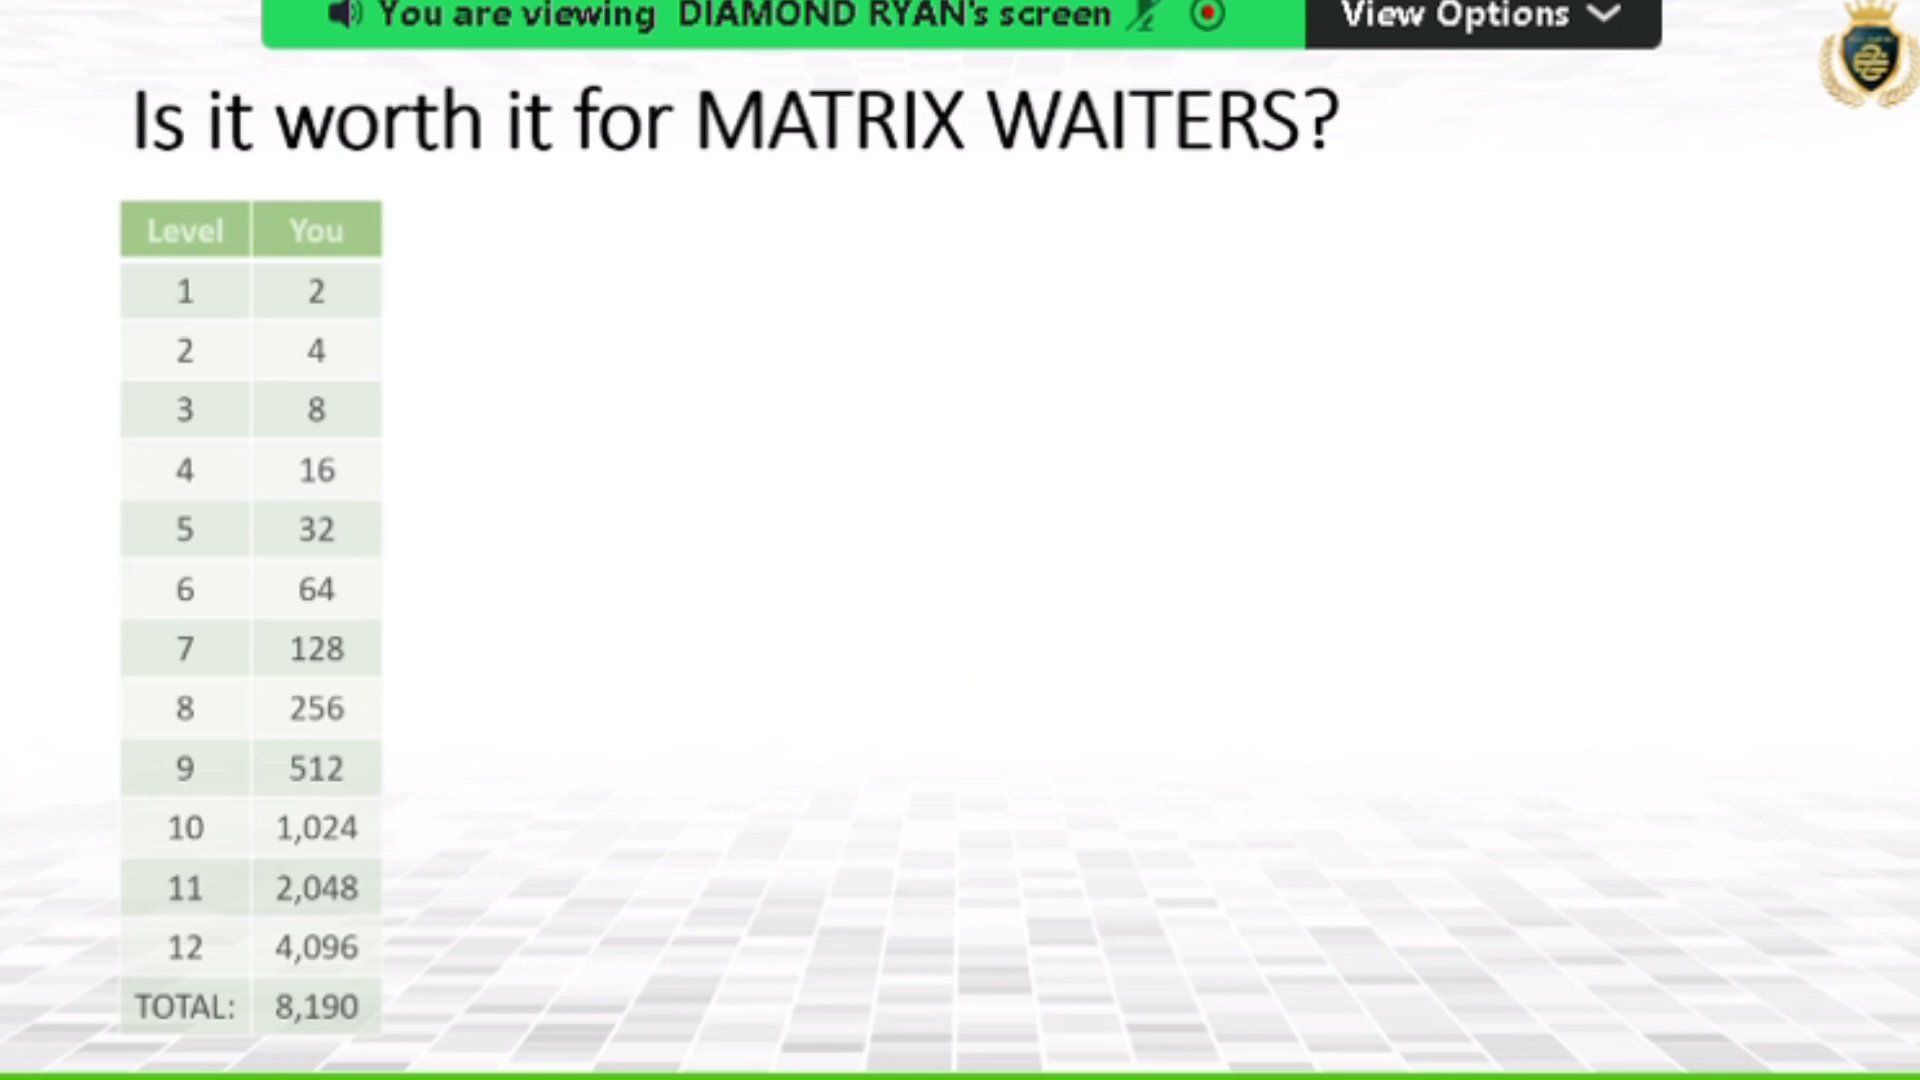 You are viewing DIAMOND RYAN's screen
View Options
Is it worth it for MATRIX WAITERS?
Level You
1 2
2 4
3 8
4 16
5 32
6 64
7 128
8 256
9 512
10 1,024
11 2,048
12 4,096
TOTAL: 8,190